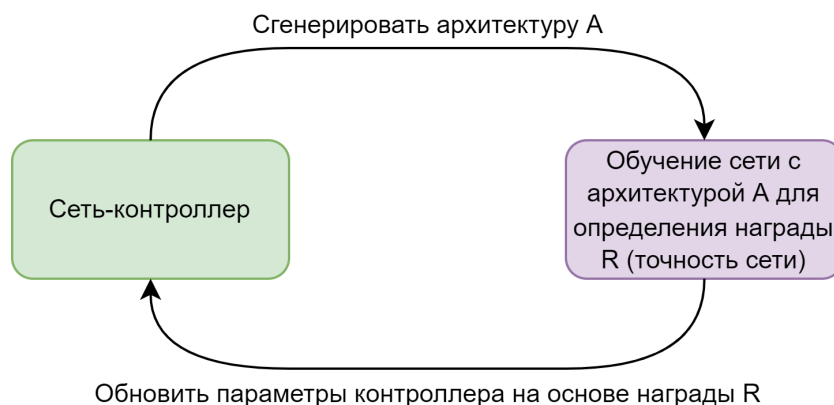 Сгенерировать архитектуру А
Сеть-контроллер
Обучение сети с
архитектурой А для
определения награды
R (точность сети)
Обновить параметры контроллера на основе награды R